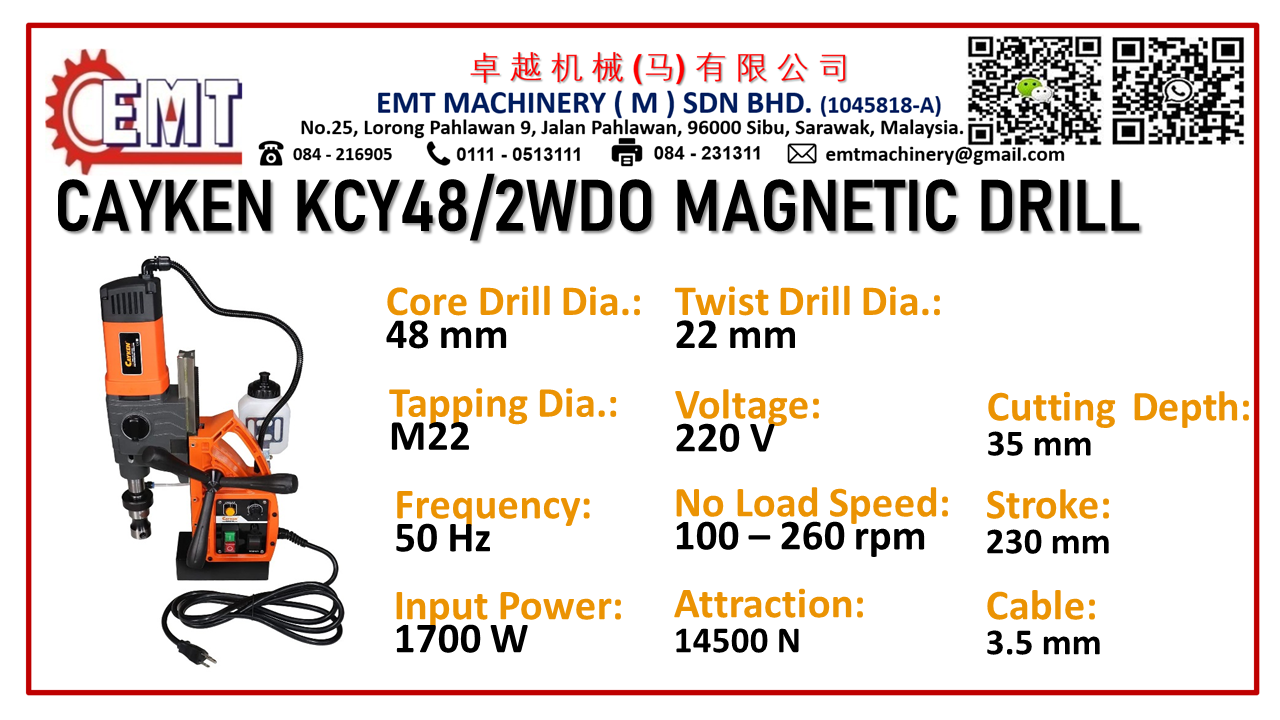 EMT
卓越机械(马)有限公司
EMT MACHINERY ( M ) SDN BHD. (1045818-A)
No.25, Lorong Pahlawan 9, Jalan Pahlawan, 96000 Sibu, Sarawak, Malaysia.
084 - 216905 0111 - 0513111 084 - 231311 emtmachinery@gmail.com
CAYKEN KCY48/2WDO MAGNETIC DRILL
Core Drill Dia.: Twist Drill Dia.:
48 mm 22 mm
Tapping Dia.: Voltage: Cutting Depth:
M22 220 V 35 mm
Frequency: No Load Speed: Stroke:
50 Hz 100 – 260 rpm 230 mm
Input Power: Attraction: Cable:
1700 W 14500 N 3.5 mm
Cayken